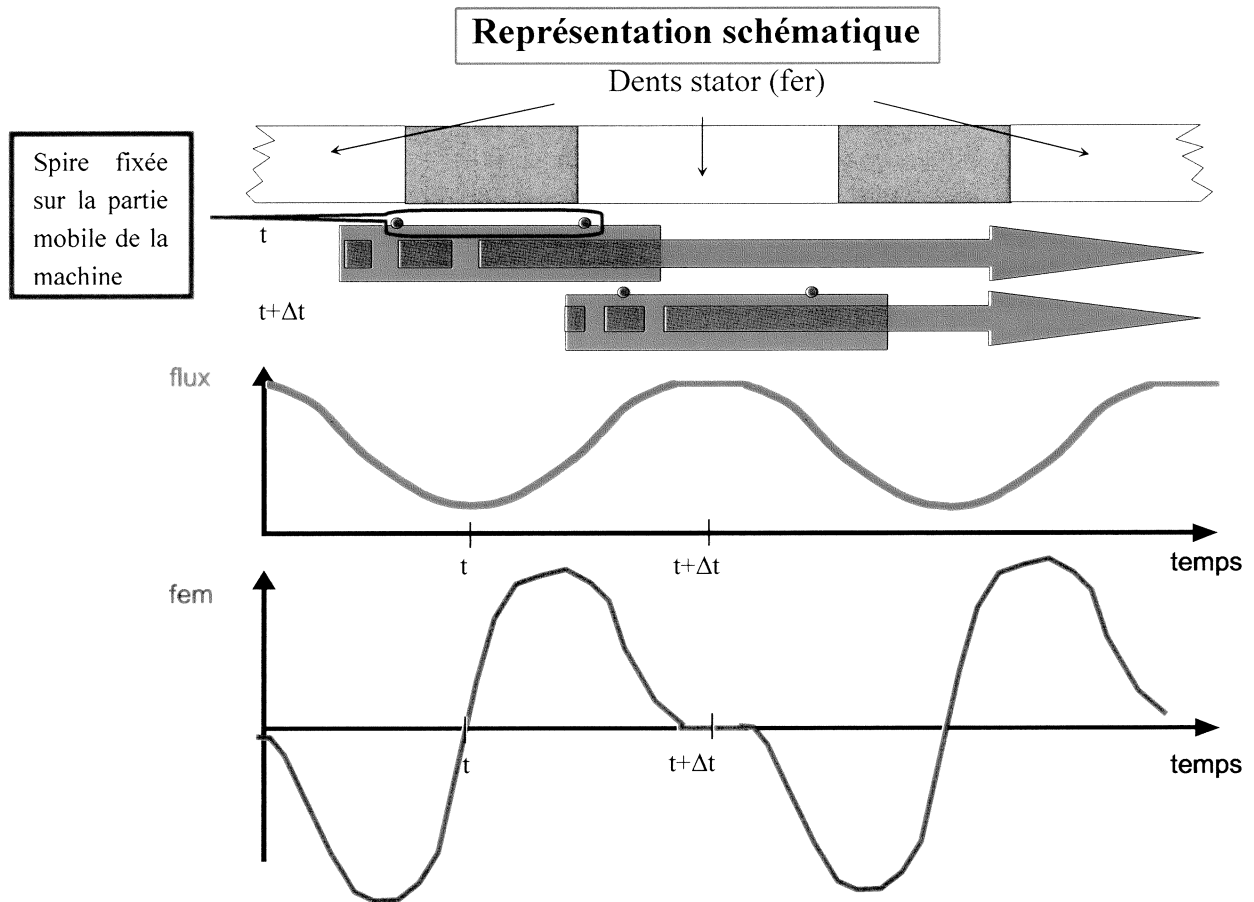 Représentation schématique
Dents stator (fer)
Spire fixée
sur la partie
mobile de la
machine
t
t+Δt
flux
t
t+Δt
temps
fem
t
t+Δt
temps